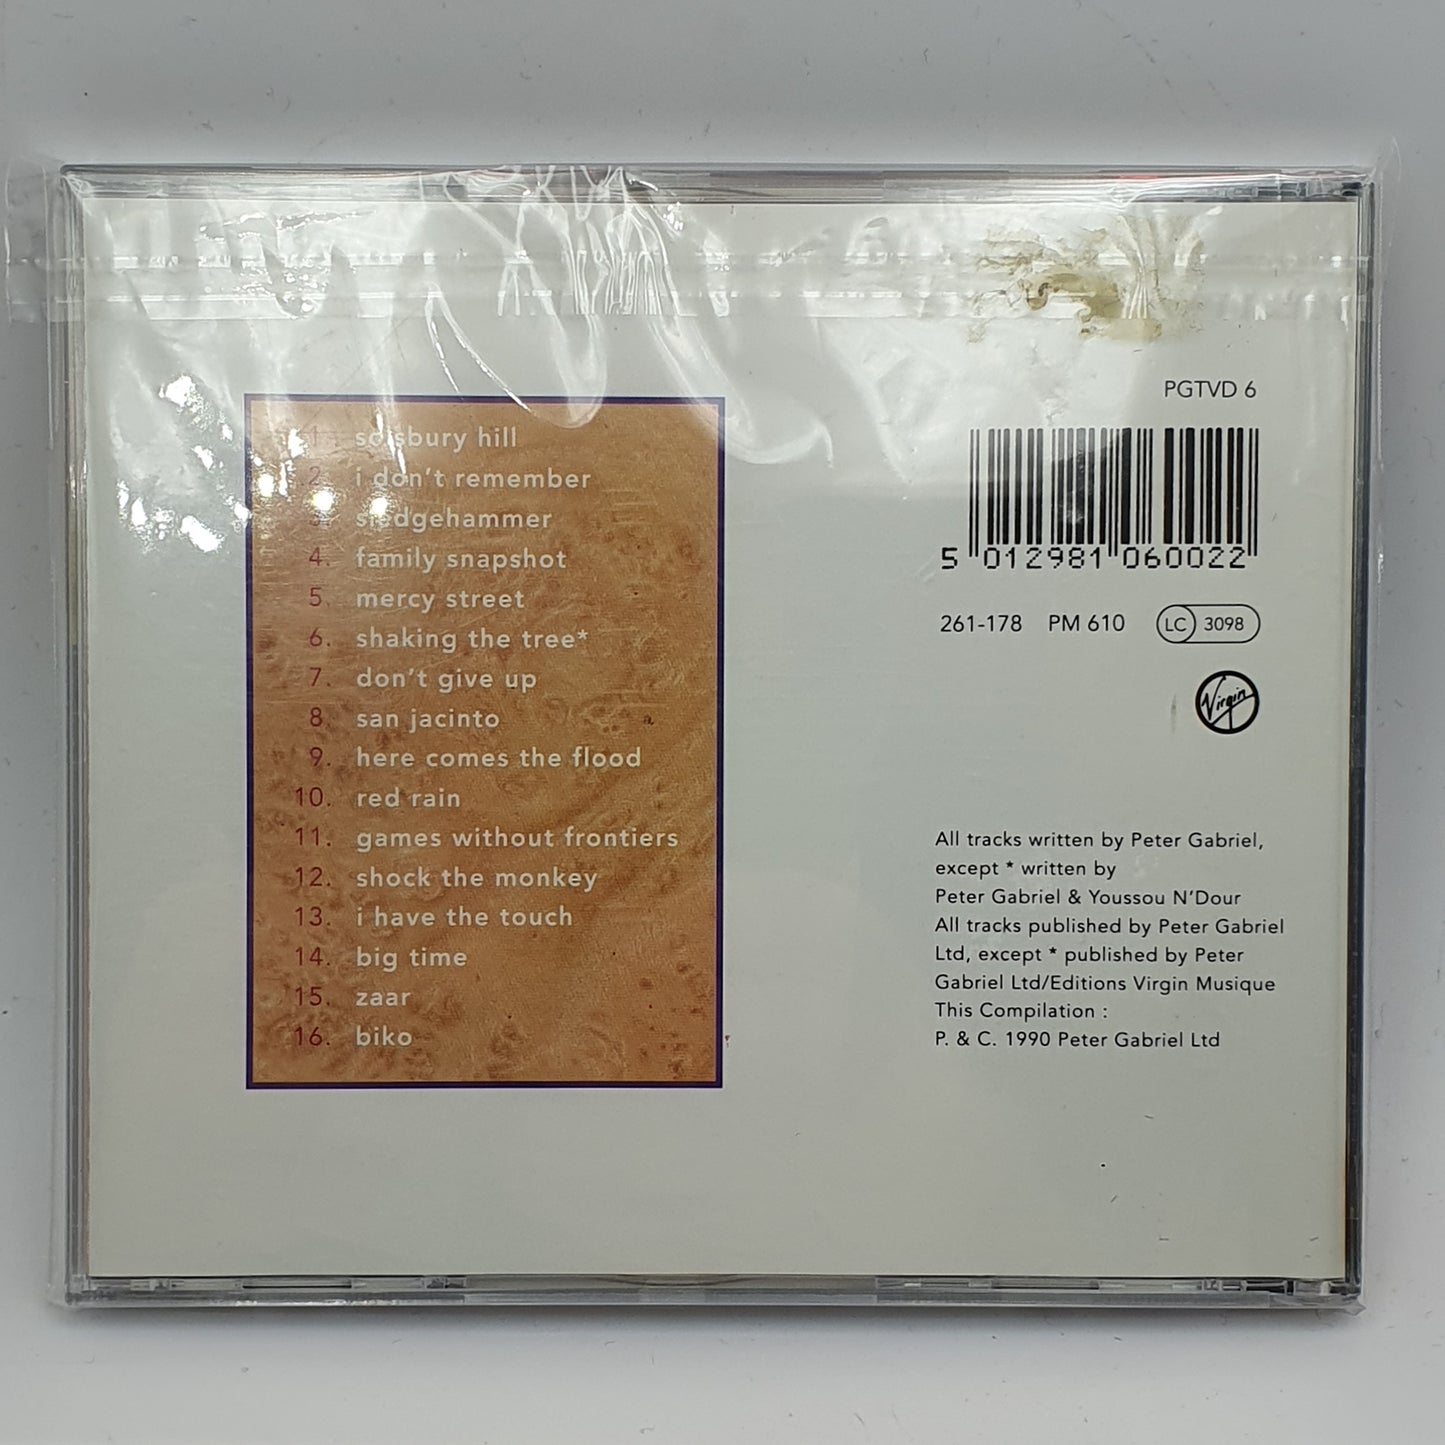 1. solsbury hill
2. i don't remember
3. sledgehammer
4. family snapshot
5. mercy street
6. shaking the tree*
7. don't give up
8. san jacinto
9. here comes the flood
10. red rain
11. games without frontiers
12. shock the monkey
13. i have the touch
14. big time
15. zaar
16. biko
PGTVD 6
5 012981 060022
261-178 PM 610 LC 3098
Virgin
All tracks written by Peter Gabriel,
except * written by
Peter Gabriel & Youssou N'Dour
All tracks published by Peter Gabriel
Ltd, except * published by Peter
Gabriel Ltd/Editions Virgin Musique
This Compilation :
P. & C. 1990 Peter Gabriel Ltd